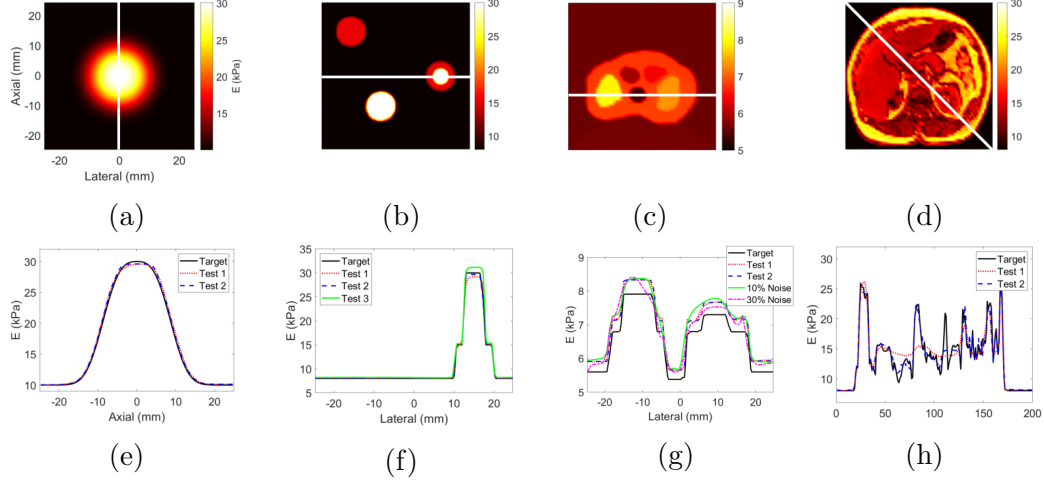 Axial (mm)
20
10
0
-10
-20
-20 0 20
Lateral (mm)
30
25
20
15
E (kPa)
30
25
20
15
10
9
8
7
6
5
30
25
20
15
10
(a)
(b)
(c)
(d)
E (kPa)
30
25
20
15
10
-20 -10 0 10 20
Axial (mm)
Target
Test 1
Test 2
E (kPa)
35
30
25
20
15
10
5
-20 -10 0 10 20
Lateral (mm)
Target
Test 1
Test 2
Test 3
E (kPa)
9
8
7
6
5
-20 -10 0 10 20
Lateral (mm)
Target
Test 1
Test 2
10% Noise
30% Noise
E (kPa)
30
25
20
15
10
0 50 100 150 200
Target
Test 1
Test 2
(e)
(f)
(g)
(h)